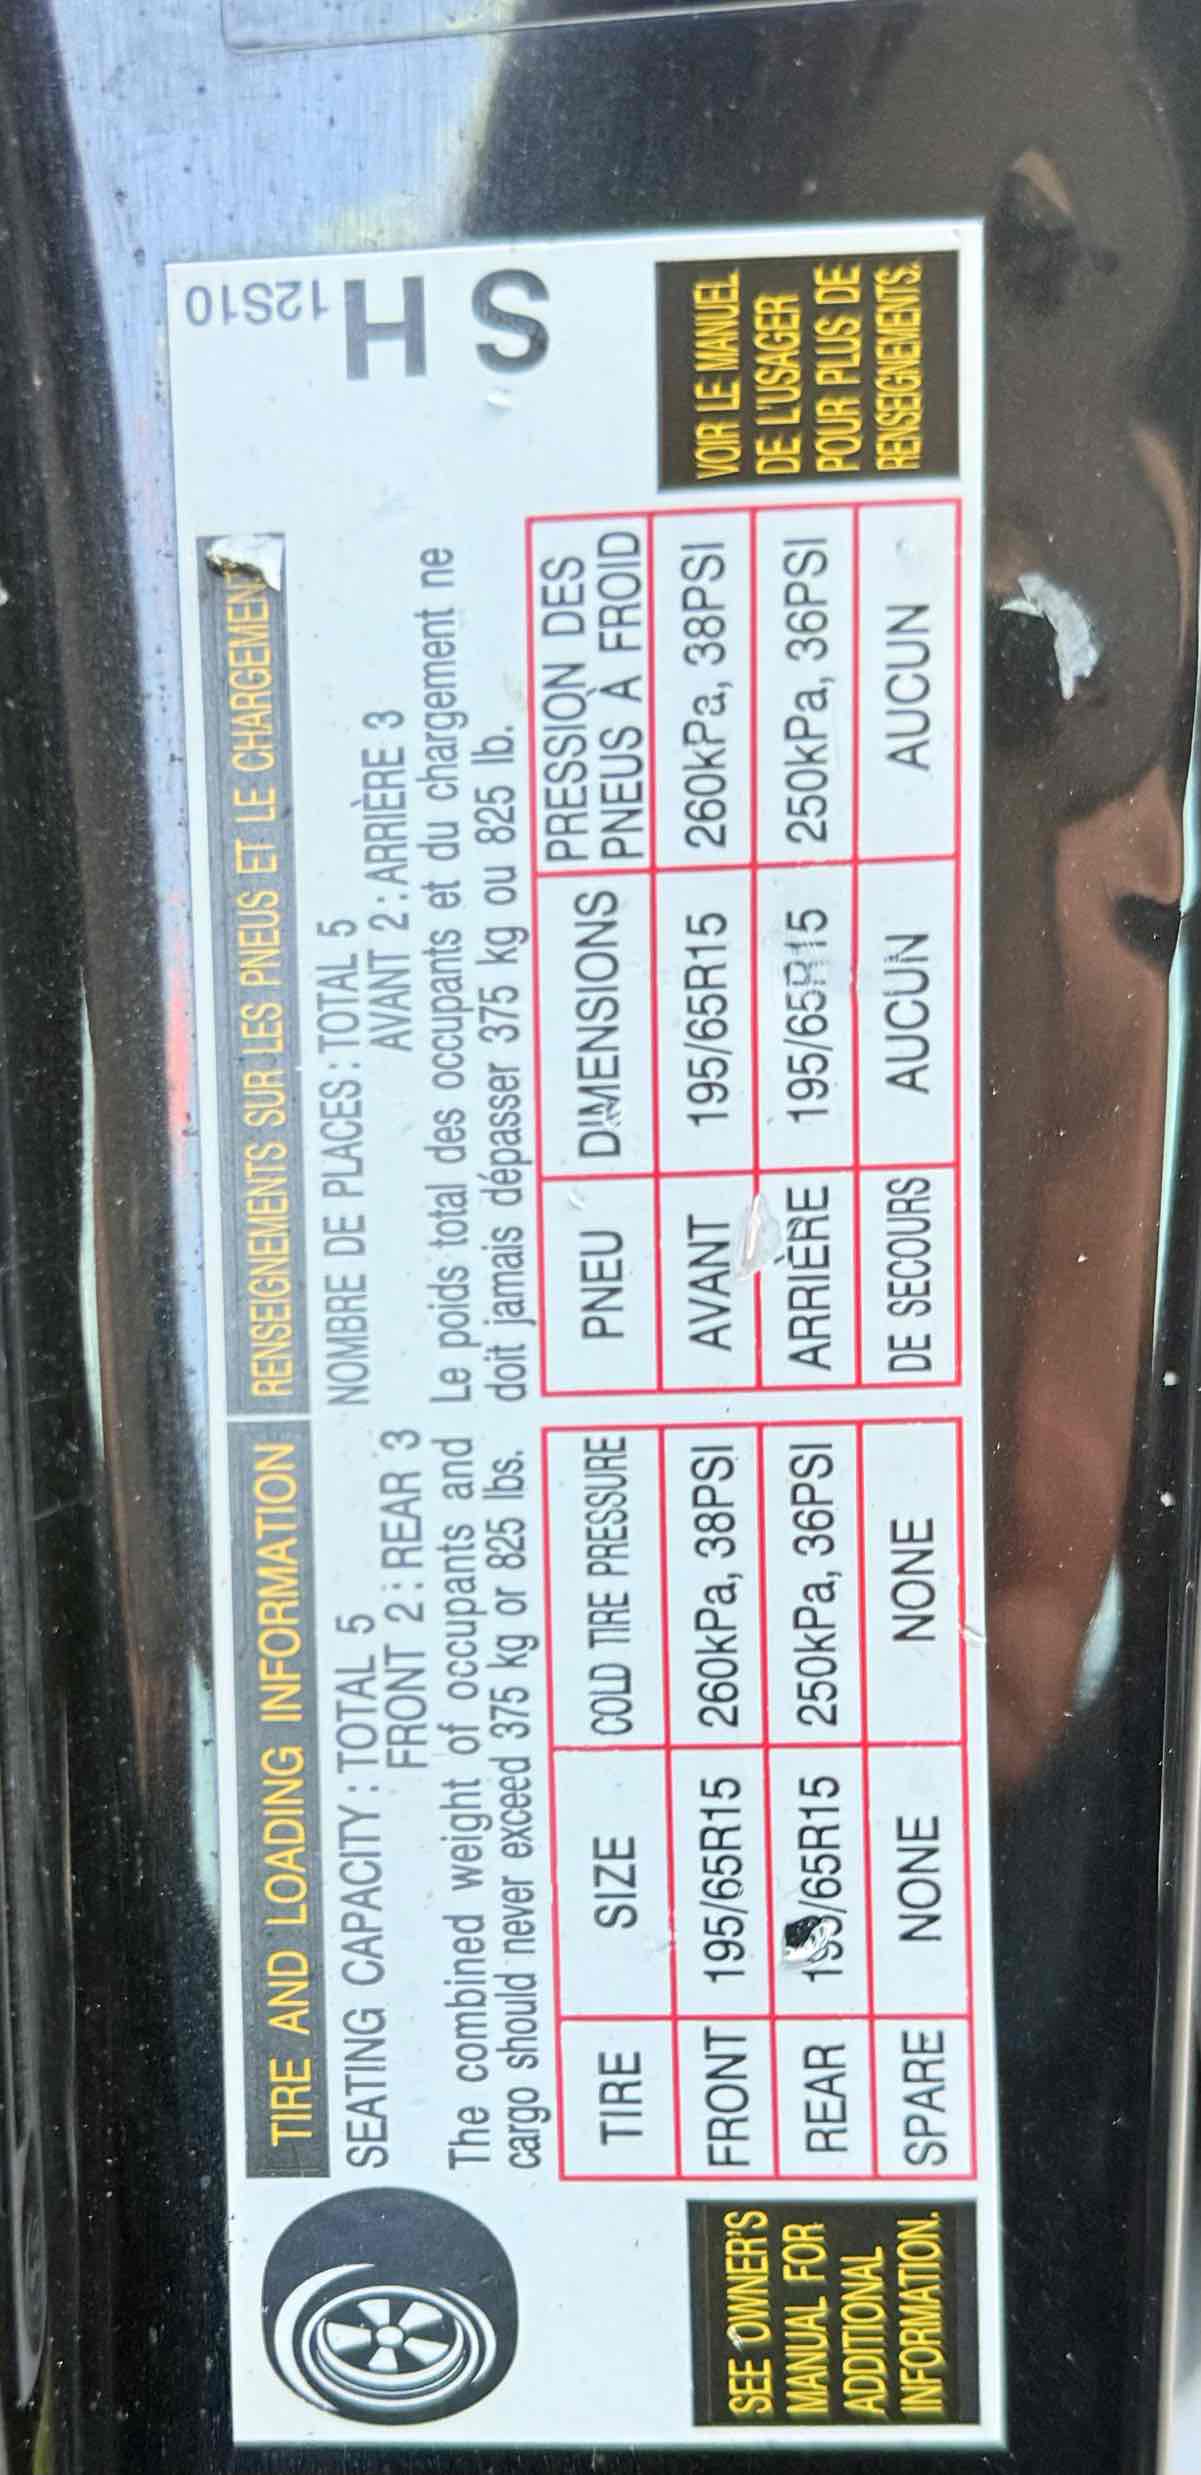 TIRE AND LOADING INFORMATION
SEATING CAPACITY : TOTAL 5
FRONT 2 : REAR 3
The combined weight of occupants and
cargo should never exceed 375 kg or 825 lbs.
TIRE SIZE COLD TIRE PRESSURE
FRONT 195/65R15 260kPa, 38PSI
REAR 195/65R15 250kPa, 36PSI
SPARE NONE NONE
SEE OWNER'S
MANUAL FOR
ADDITIONAL
INFORMATION.
RENSEIGNEMENTS SUR LES PNEUS ET LE CHARGEMENT
NOMBRE DE PLACES : TOTAL 5
AVANT 2 : ARRIÈRE 3
Le poids total des occupants et du chargement ne
doit jamais dépasser 375 kg ou 825 lb.
PNEU DIMENSIONS PRESSION DES
PNEUS À FROID
AVANT 195/65R15 260kPa, 38PSI
ARRIÈRE 195/65R15 250kPa, 36PSI
DE SECOURS AUCUN AUCUN
12S10
H
S
VOIR LE MANUEL
DE L'USAGER
POUR PLUS DE
RENSEIGNEMENTS.